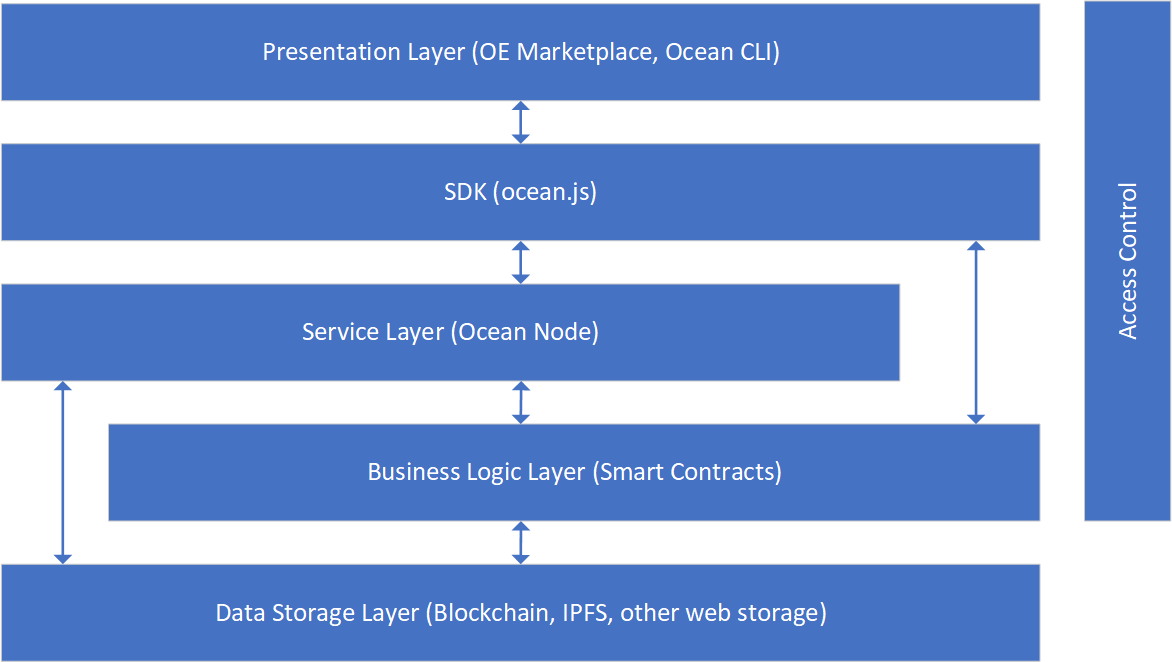 Presentation Layer (OE Marketplace, Ocean CLI)
SDK (ocean.js)
Service Layer (Ocean Node)
Business Logic Layer (Smart Contracts)
Data Storage Layer (Blockchain, IPFS, other web storage)
Access Control